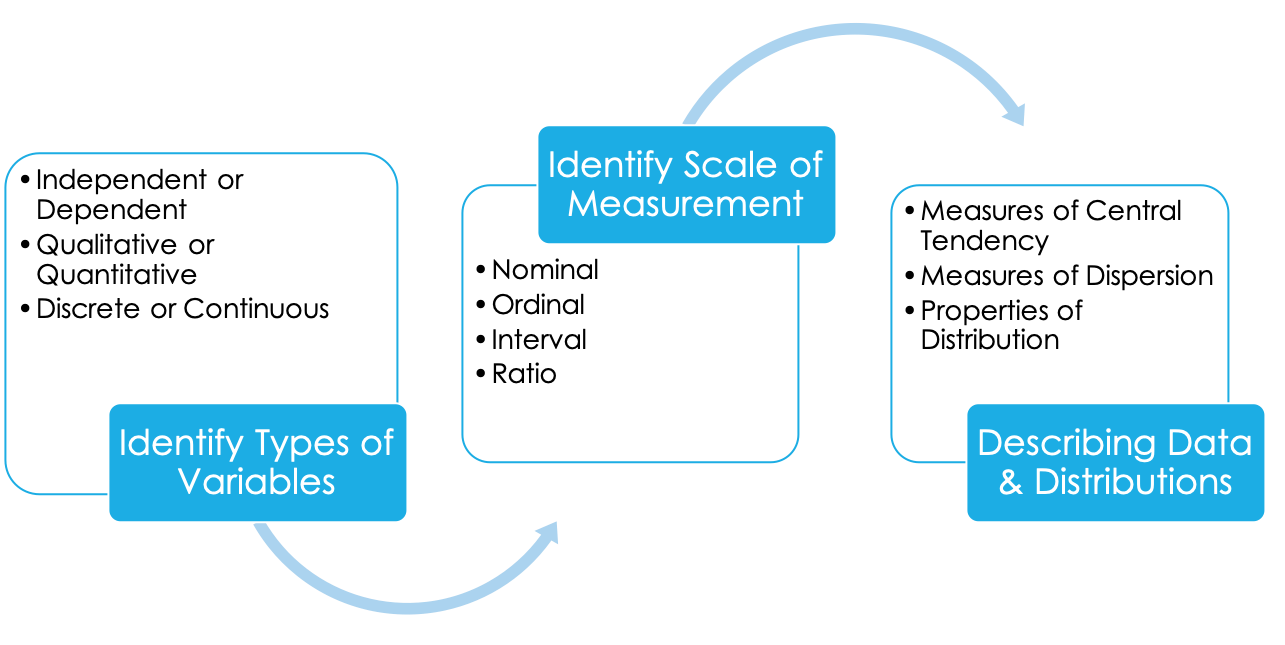 • Independent or
Dependent
• Qualitative or
Quantitative
• Discrete or Continuous
Identify Types of
Variables
Identify Scale of
Measurement
• Nominal
• Ordinal
• Interval
• Ratio
• Measures of Central
Tendency
• Measures of Dispersion
• Properties of
Distribution
Describing Data
& Distributions